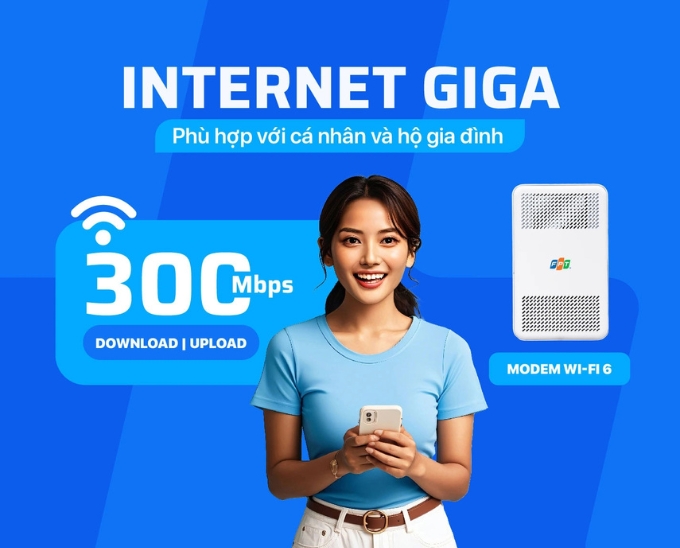 INTERNET GIGA
Phù hợp với cá nhân và hộ gia đình
300 Mbps
DOWNLOAD | UPLOAD
FPT
MODEM WI-FI 6